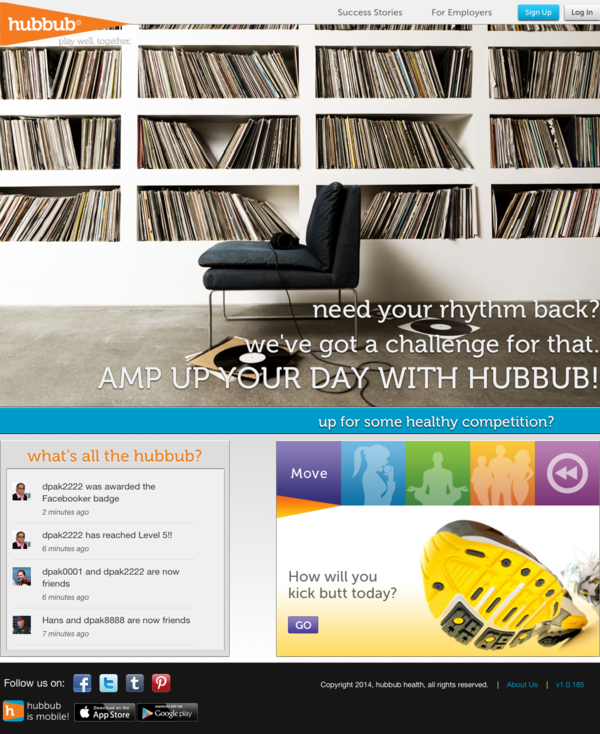 hubbub®
play well. together.
Success Stories
For Employers
Sign Up
Log In
need your rhythm back?
we've got a challenge for that.
AMP UP YOUR DAY WITH HUBBUB!
up for some healthy competition?
what's all the hubbub?
dpak2222 was awarded the
Facebooker badge
2 minutes ago
dpak2222 has reached Level 5!!
6 minutes ago
dpak0001 and dpak2222 are now
friends
6 minutes ago
Hans and dpak8888 are now friends
7 minutes ago
Move
How will you
kick butt today?
GO
Follow us on:
f
t
t
P
Copyright 2014, hubbub health, all rights reserved. | About Us | v1.0.185
h
hubbub
is mobile!
Download on the
App Store
ANDROID APP ON
Google play